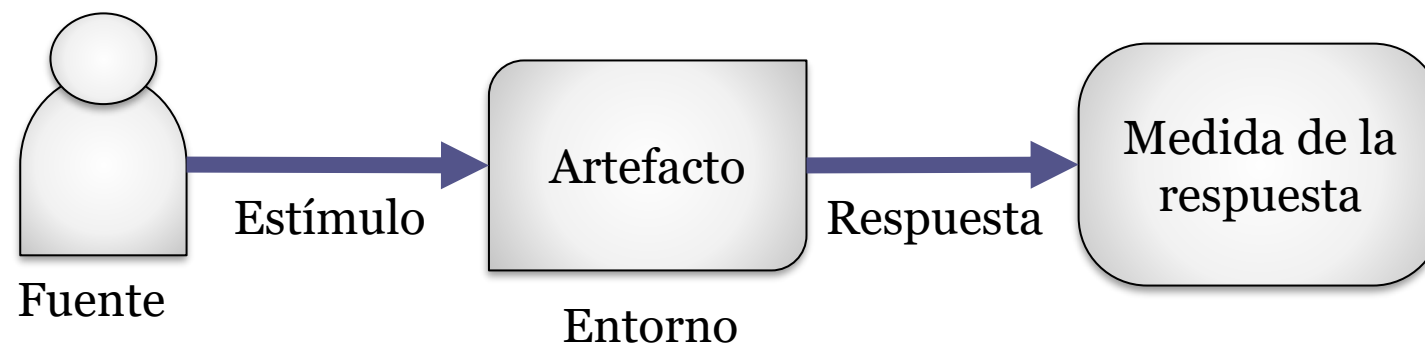 Fuente
Estímulo
Artefacto
Entorno
Respuesta
Medida de la
respuesta